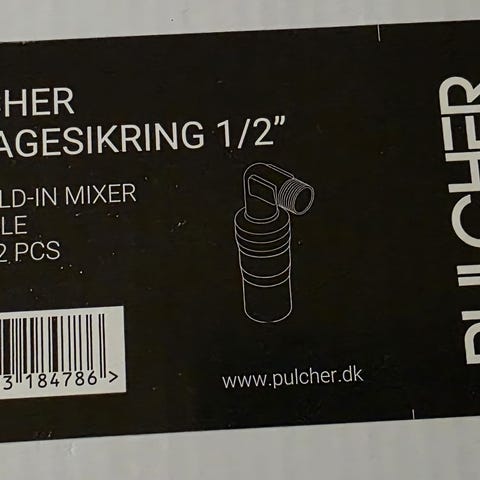 CHER
AGESIKRING 1/2”
LD-IN MIXER
LE
2 PCS
3 184786 >
www.pulcher.dk
PULCHER